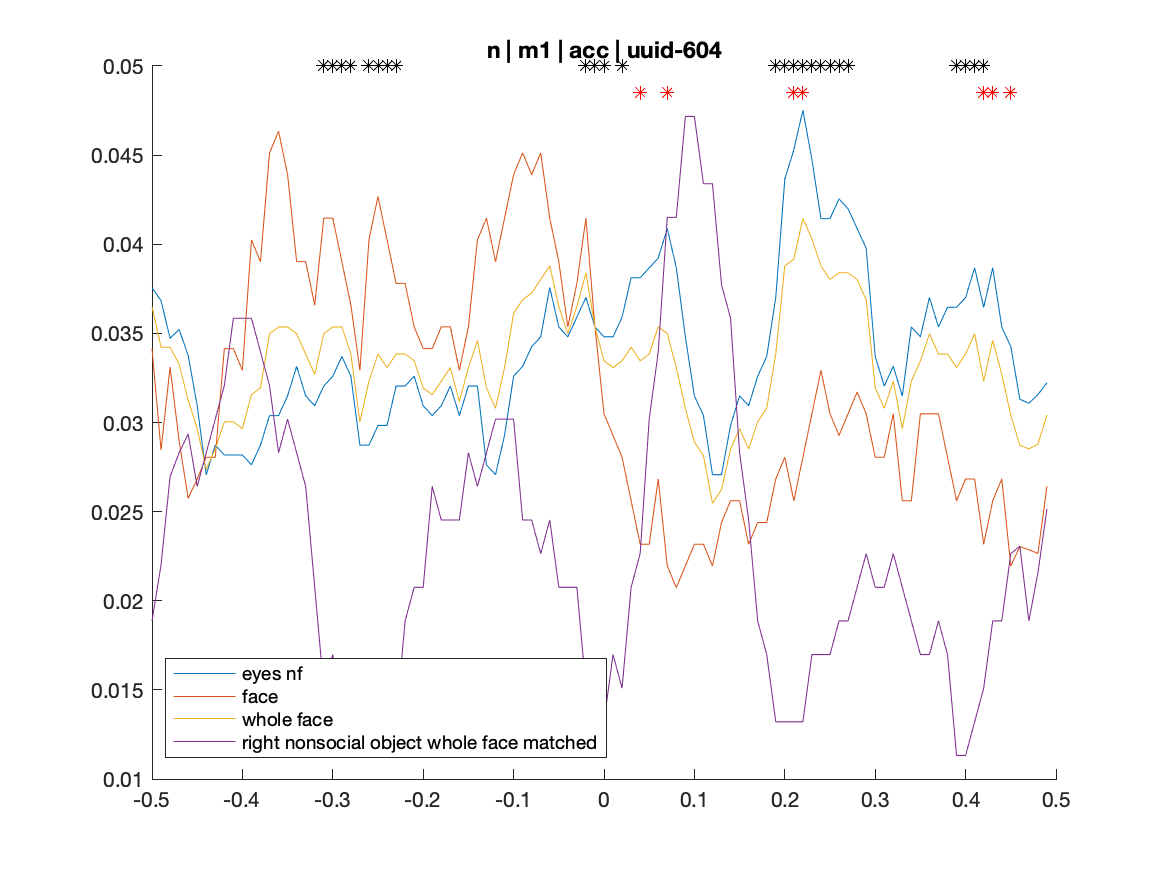 n | m1 | acc | uuid-604
0.05
0.045
0.04
0.035
0.03
0.025
0.02
0.015
0.01
eyes nf
face
whole face
right nonsocial object whole face matched
-0.5 -0.4 -0.3 -0.2 -0.1 0 0.1 0.2 0.3 0.4 0.5